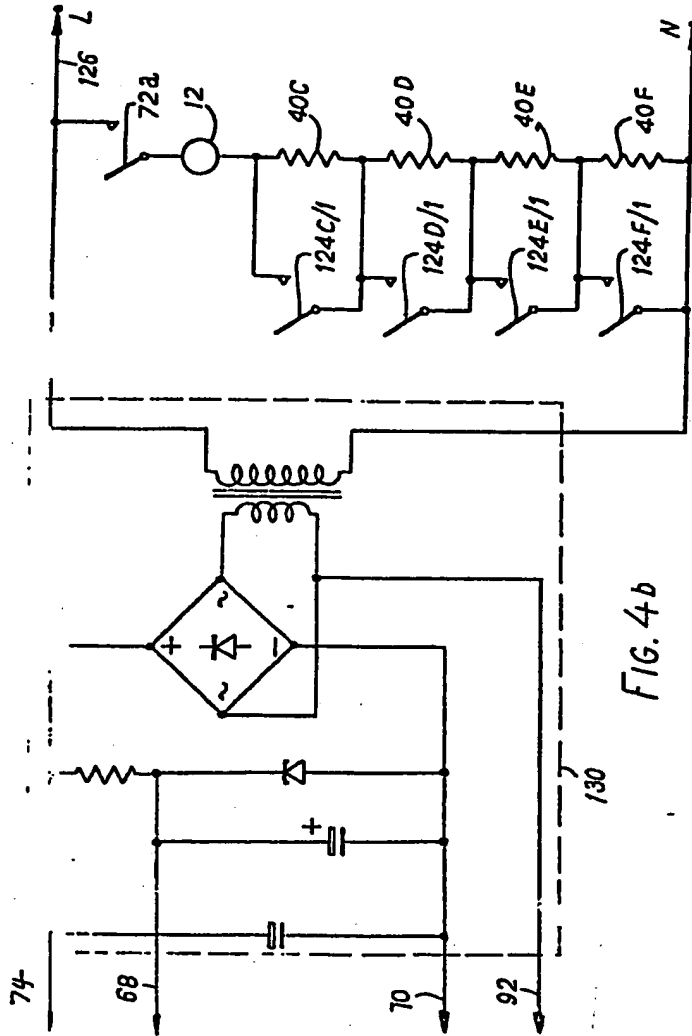 L
126
72a
12
40C
40D
40E
40F
N
124C/1
124D/1
124E/1
124F/1
+
~
~
−
+
74
68
70
92
130
FIG. 4b